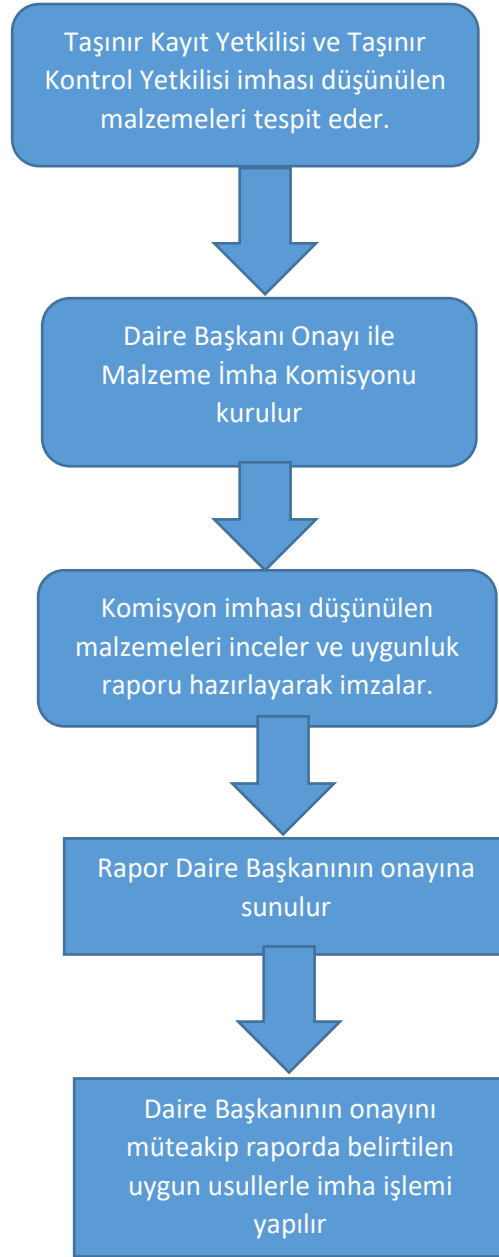 Taşınır Kayıt Yetkilisi ve Taşınır
Kontrol Yetkilisi imhası düşünülen
malzemeleri tespit eder.
Daire Başkanı Onayı ile
Malzeme İmha Komisyonu
kurulur
Komisyon imhası düşünülen
malzemeleri inceler ve uygunluk
raporu hazırlayarak imzalar.
Rapor Daire Başkanının onayına
sunulur
Daire Başkanının onayını
müteakip raporda belirtilen
uygun usullerle imha işlemi
yapılır